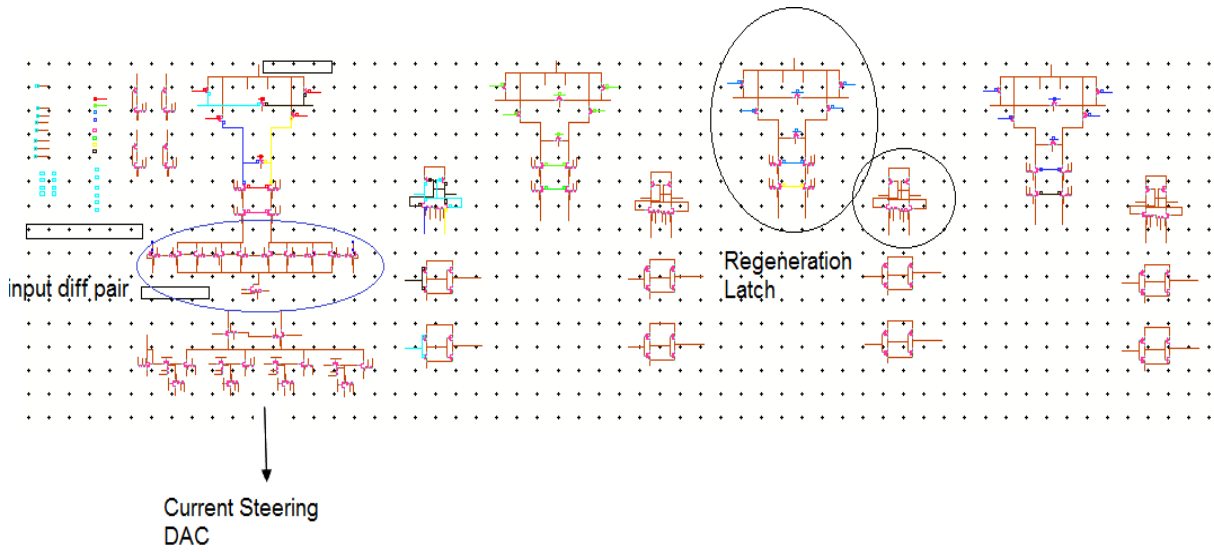 input diff pair
Regeneration
Latch
Current Steering
DAC